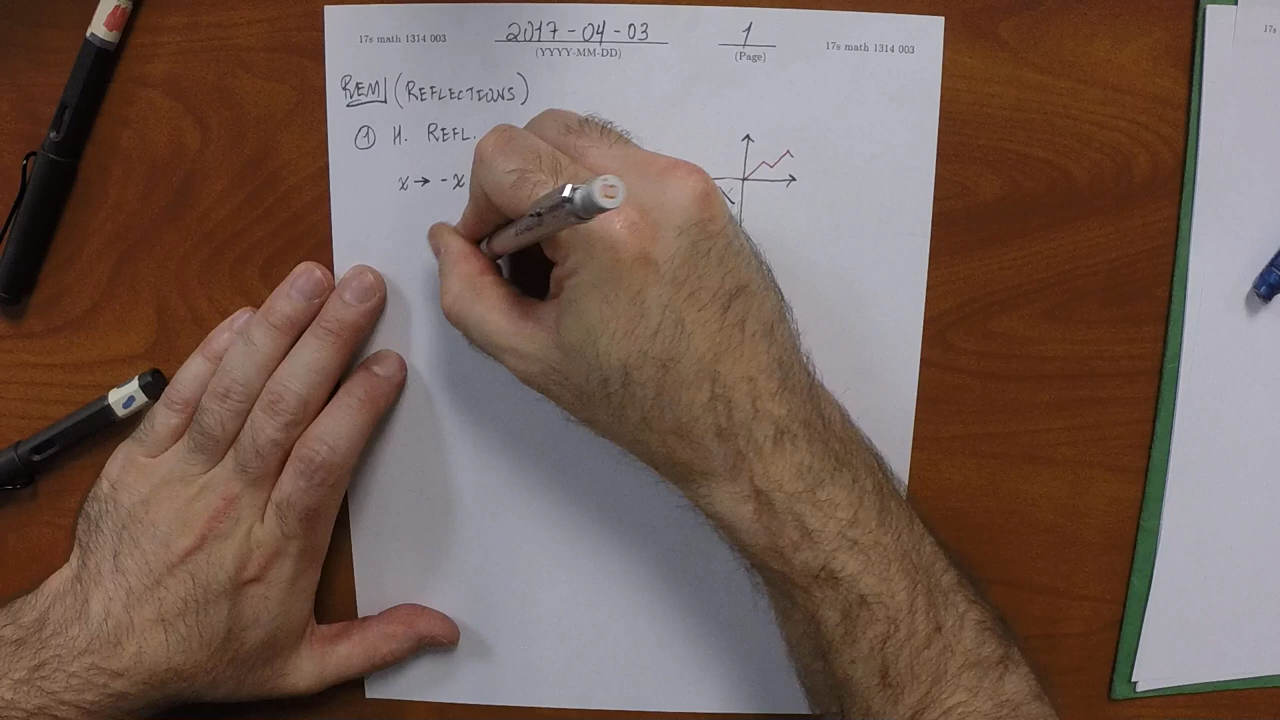 17s math 1314 003 2017-04-03 1 17s math 1314 003
(YYYY-MM-DD) (Page)
REM (REFLECTIONS)
① H. REFL.
x → -x
17s